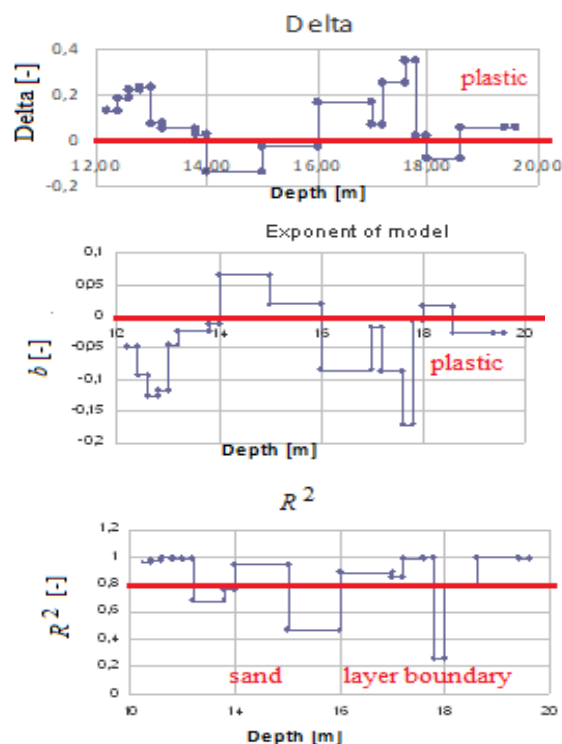 Delta
0,4
0,2
0
-0,2
Delta [-]
plastic
12,00 14,00 16,00 18,00 20,00
Depth [m]
Exponent of model
0,1
0,05
0
-0,05
-0,1
-0,15
-0,2
b [-]
14 16 18 20
plastic
Depth [m]
R 2
1,2
1
0,8
0,6
0,4
0,2
0
R 2 [-]
sand layer boundary
10 14 16 18 20
Depth [m]